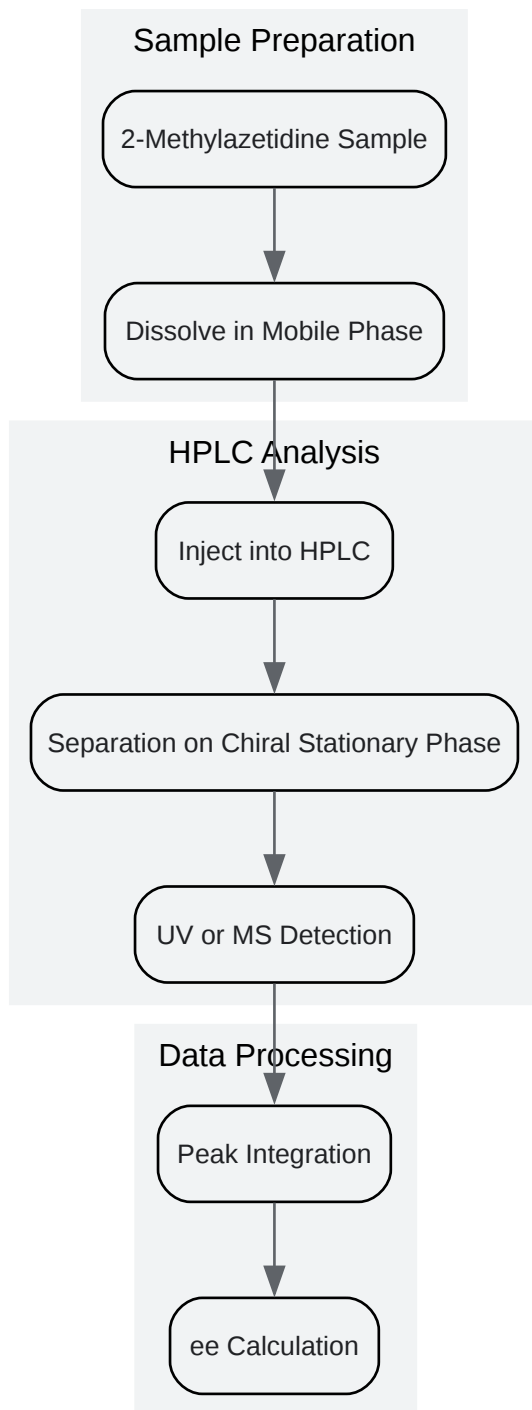 Sample Preparation
2-Methylazetidine Sample
Dissolve in Mobile Phase
HPLC Analysis
Inject into HPLC
Separation on Chiral Stationary Phase
UV or MS Detection
Data Processing
Peak Integration
ee Calculation